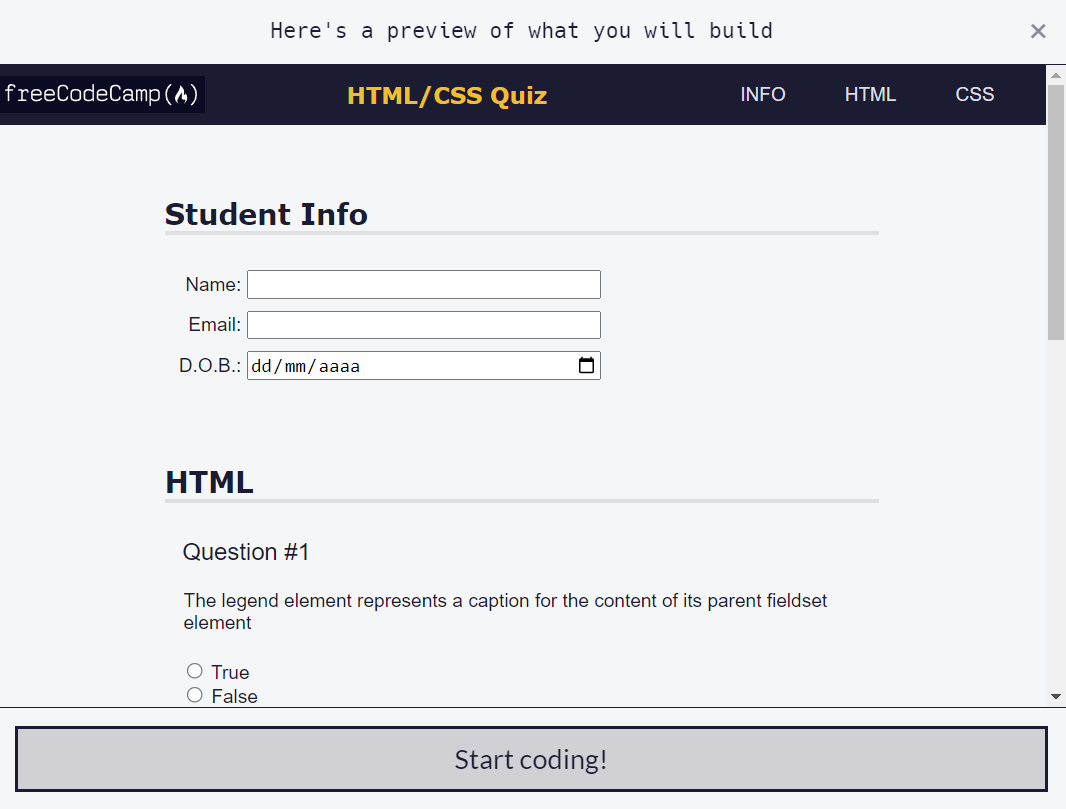 Here's a preview of what you will build
×
freeCodeCamp(🔥)
HTML/CSS Quiz
INFO
HTML
CSS
Student Info
Name:
Email:
D.O.B.: dd/mm/aaaa
HTML
Question #1
The legend element represents a caption for the content of its parent fieldset
element
True
False
Start coding!